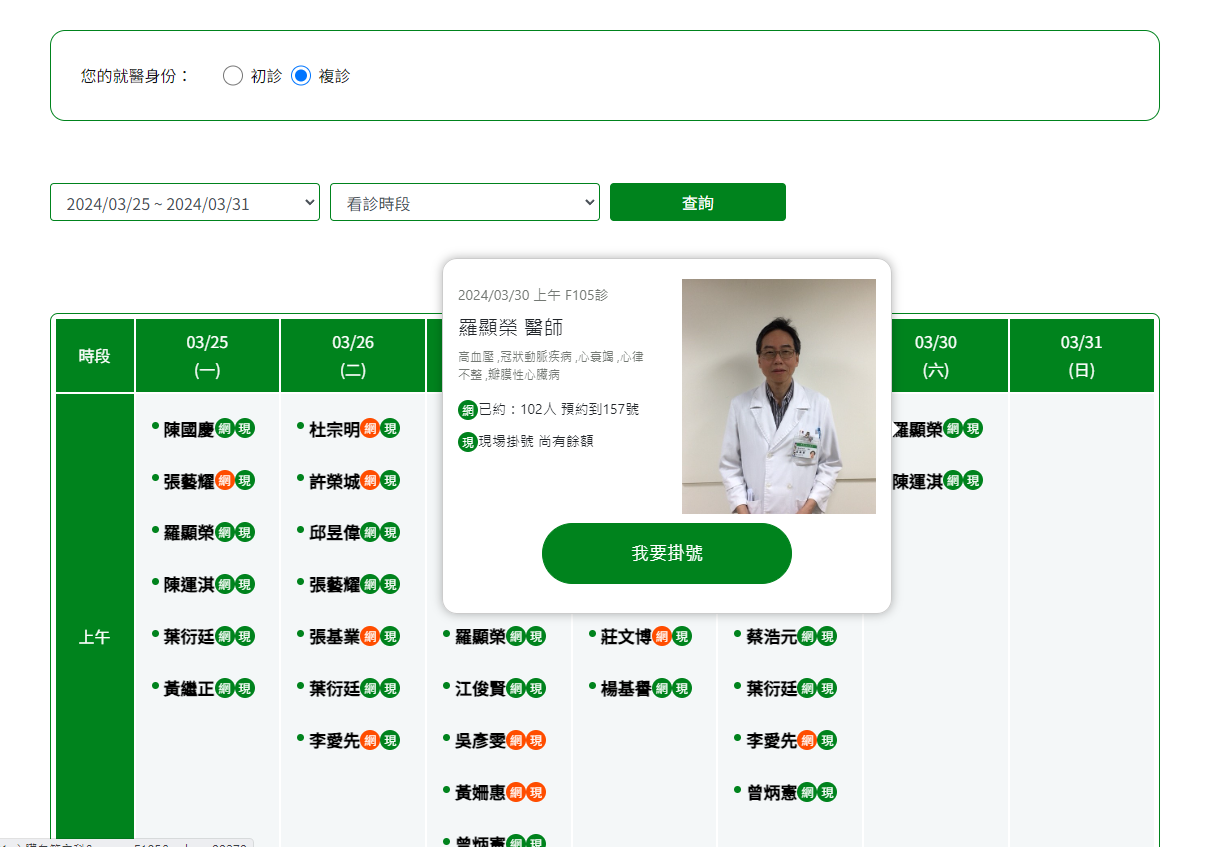 您的就醫身份：
初診
複診
2024/03/25 ~ 2024/03/31
看診時段
查詢
2024/03/30 上午 F105診
羅顯榮 醫師
高血壓 ,冠狀動脈疾病 ,心衰竭 ,心律
不整 ,瓣膜性心臟病
網已約：102人 預約到157號
現現場掛號 尚有餘額
我要掛號
時段
03/25
(一)
03/26
(二)
03/30
(六)
03/31
(日)
上午
陳國慶網現
杜宗明網現
羅顯榮網現
張藝耀網現
許榮城網現
陳運淇網現
羅顯榮網現
邱昱偉網現
陳運淇網現
張藝耀網現
葉衍廷網現
張基業網現
羅顯榮網現
莊文博網現
蔡浩元網現
黃繼正網現
葉衍廷網現
江俊賢網現
楊基譽網現
葉衍廷網現
李愛先網現
吳彥雯網現
李愛先網現
黃姍惠網現
曾炳憲網現
曾炳憲網現